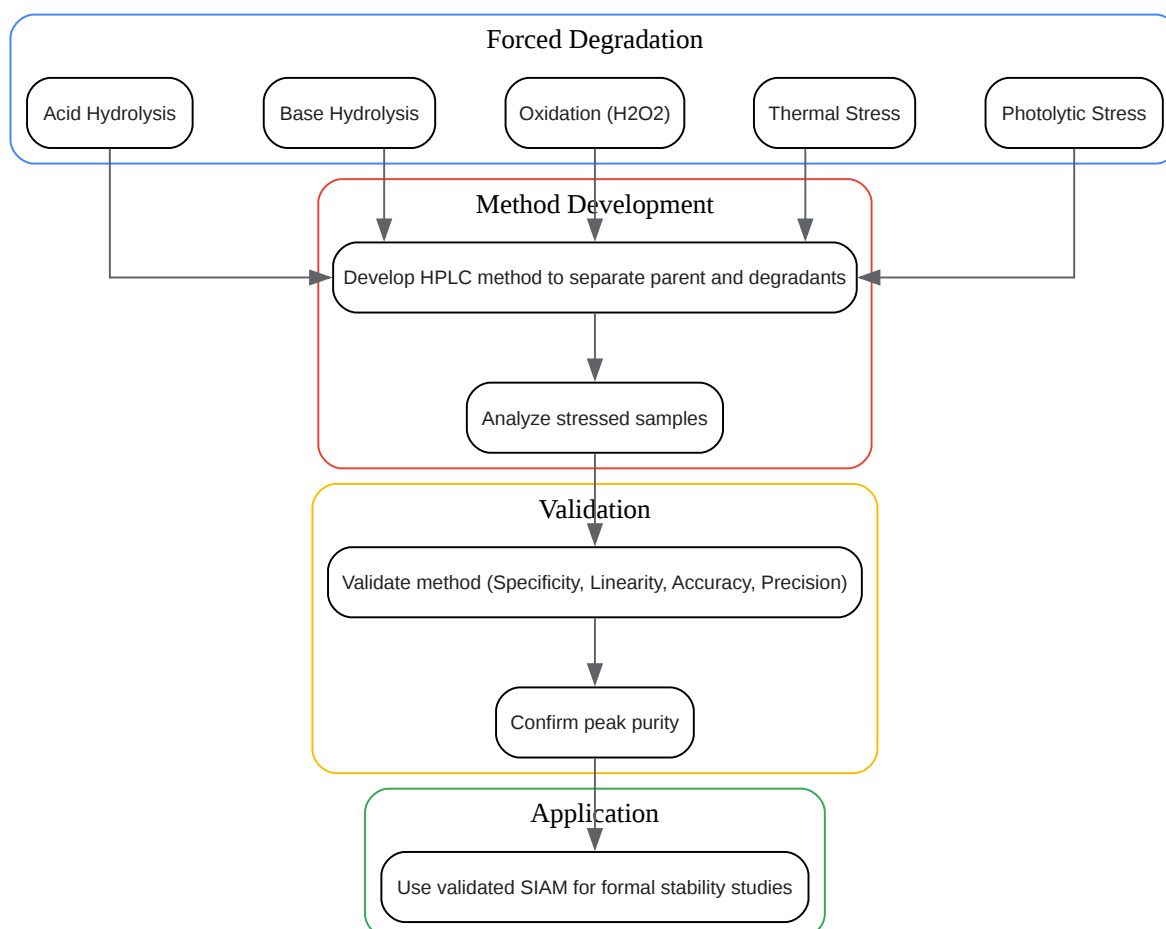 Forced Degradation
Acid Hydrolysis
Base Hydrolysis
Oxidation (H2O2)
Thermal Stress
Photolytic Stress
Method Development
Develop HPLC method to separate parent and degradants
Analyze stressed samples
Validation
Validate method (Specificity, Linearity, Accuracy, Precision)
Confirm peak purity
Application
Use validated SIAM for formal stability studies